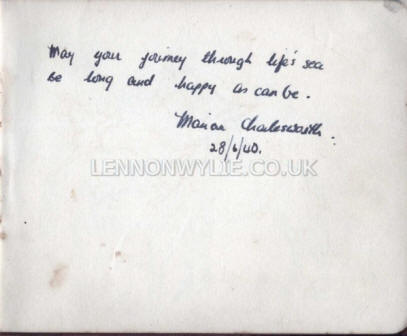 May your journey through life's sea
Be long and happy as can be.
Marian Charlesworth.
28/6/40.
LENNONWYLIE.CO.UK